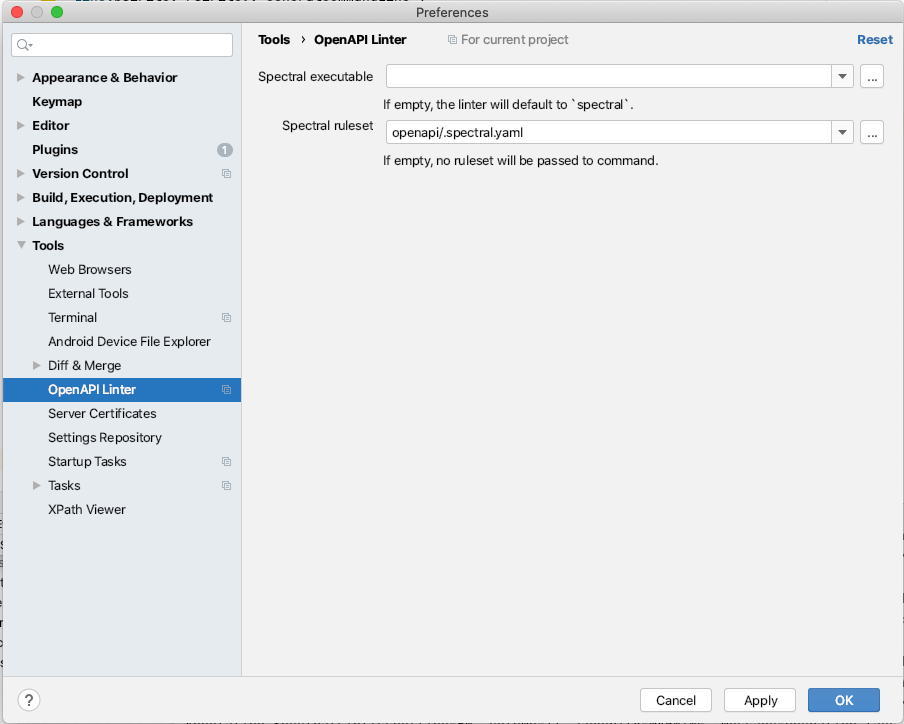 Preferences
Tools › OpenAPI Linter For current project Reset
Appearance & Behavior
Keymap
Editor
Plugins 1
Version Control
Build, Execution, Deployment
Languages & Frameworks
Tools
Web Browsers
External Tools
Terminal
Android Device File Explorer
Diff & Merge
OpenAPI Linter
Server Certificates
Settings Repository
Startup Tasks
Tasks
XPath Viewer
Spectral executable ...
If empty, the linter will default to `spectral`.
Spectral ruleset openapi/.spectral.yaml ...
If empty, no ruleset will be passed to command.
? Cancel Apply OK